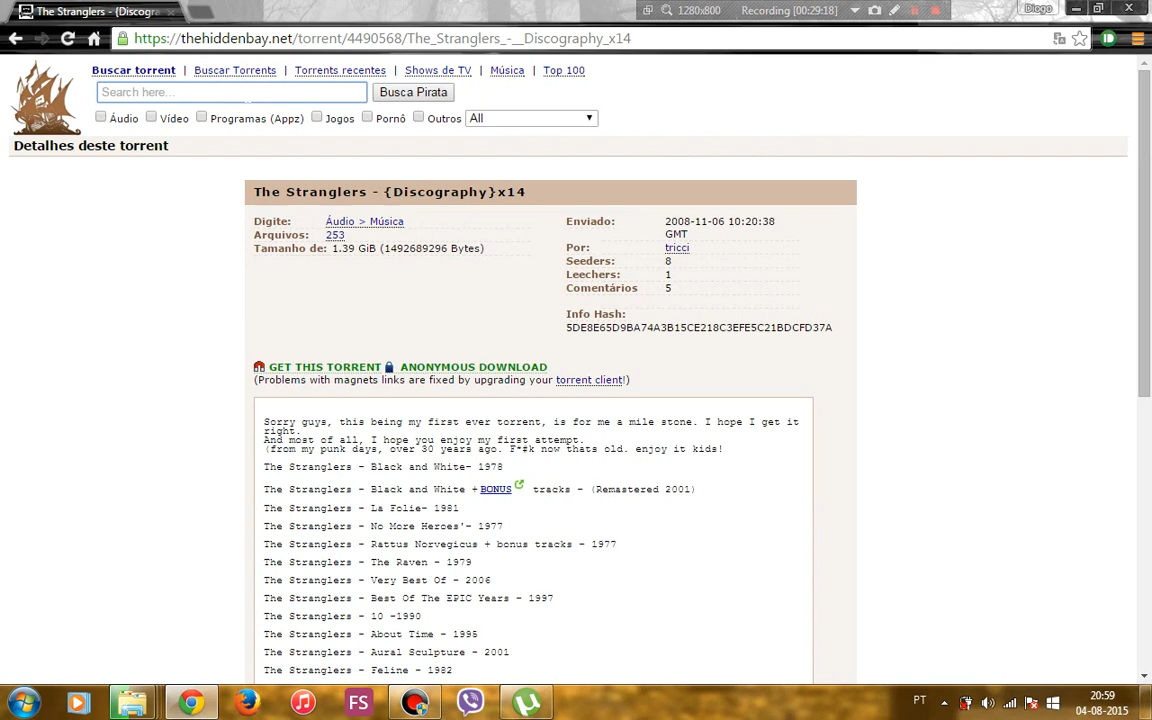 The Stranglers - {Discogra
1280x800 Recording [00:29:18] Diogo
https://thehiddenbay.net/torrent/4490568/The_Stranglers_-__Discography_x14
Buscar torrent | Buscar Torrents | Torrents recentes | Shows de TV | Música | Top 100
Search here... Busca Pirata
Áudio Vídeo Programas (Appz) Jogos Pornô Outros All
Detalhes deste torrent
The Stranglers - {Discography}x14
Digite: Áudio > Música
Arquivos: 253
Tamanho de: 1.39 GiB (1492689296 Bytes)
Enviado: 2008-11-06 10:20:38
GMT
Por: tricci
Seeders: 8
Leechers: 1
Comentários 5
Info Hash:
5DE8E65D9BA74A3B15CE218C3EFE5C21BDCFD37A
GET THIS TORRENT ANONYMOUS DOWNLOAD
(Problems with magnets links are fixed by upgrading your torrent client!)
Sorry guys, this being my first ever torrent, is for me a mile stone. I hope I get it
right.
And most of all, I hope you enjoy my first attempt.
(from my punk days, over 30 years ago. F*#k now thats old. enjoy it kids!
The Stranglers - Black and White- 1978
The Stranglers - Black and White +BONUS tracks - (Remastered 2001)
The Stranglers - La Folie- 1981
The Stranglers - No More Heroes'- 1977
The Stranglers - Rattus Norvegicus + bonus tracks - 1977
The Stranglers - The Raven - 1979
The Stranglers - Very Best Of - 2006
The Stranglers - Best Of The EPIC Years - 1997
The Stranglers - 10 -1990
The Stranglers - About Time - 1995
The Stranglers - Aural Sculpture - 2001
The Stranglers - Feline - 1982
FS PT 20:59
04-08-2015